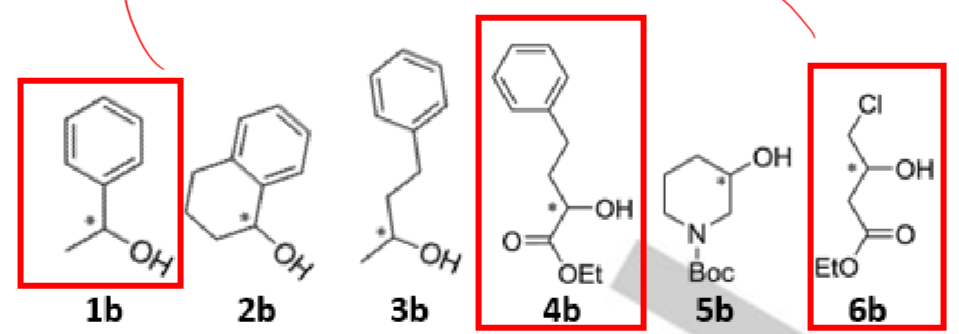 OH
OH
OH
OH
O
OEt
OH
N
Boc
Cl
OH
O
EtO
1b 2b 3b 4b 5b 6b